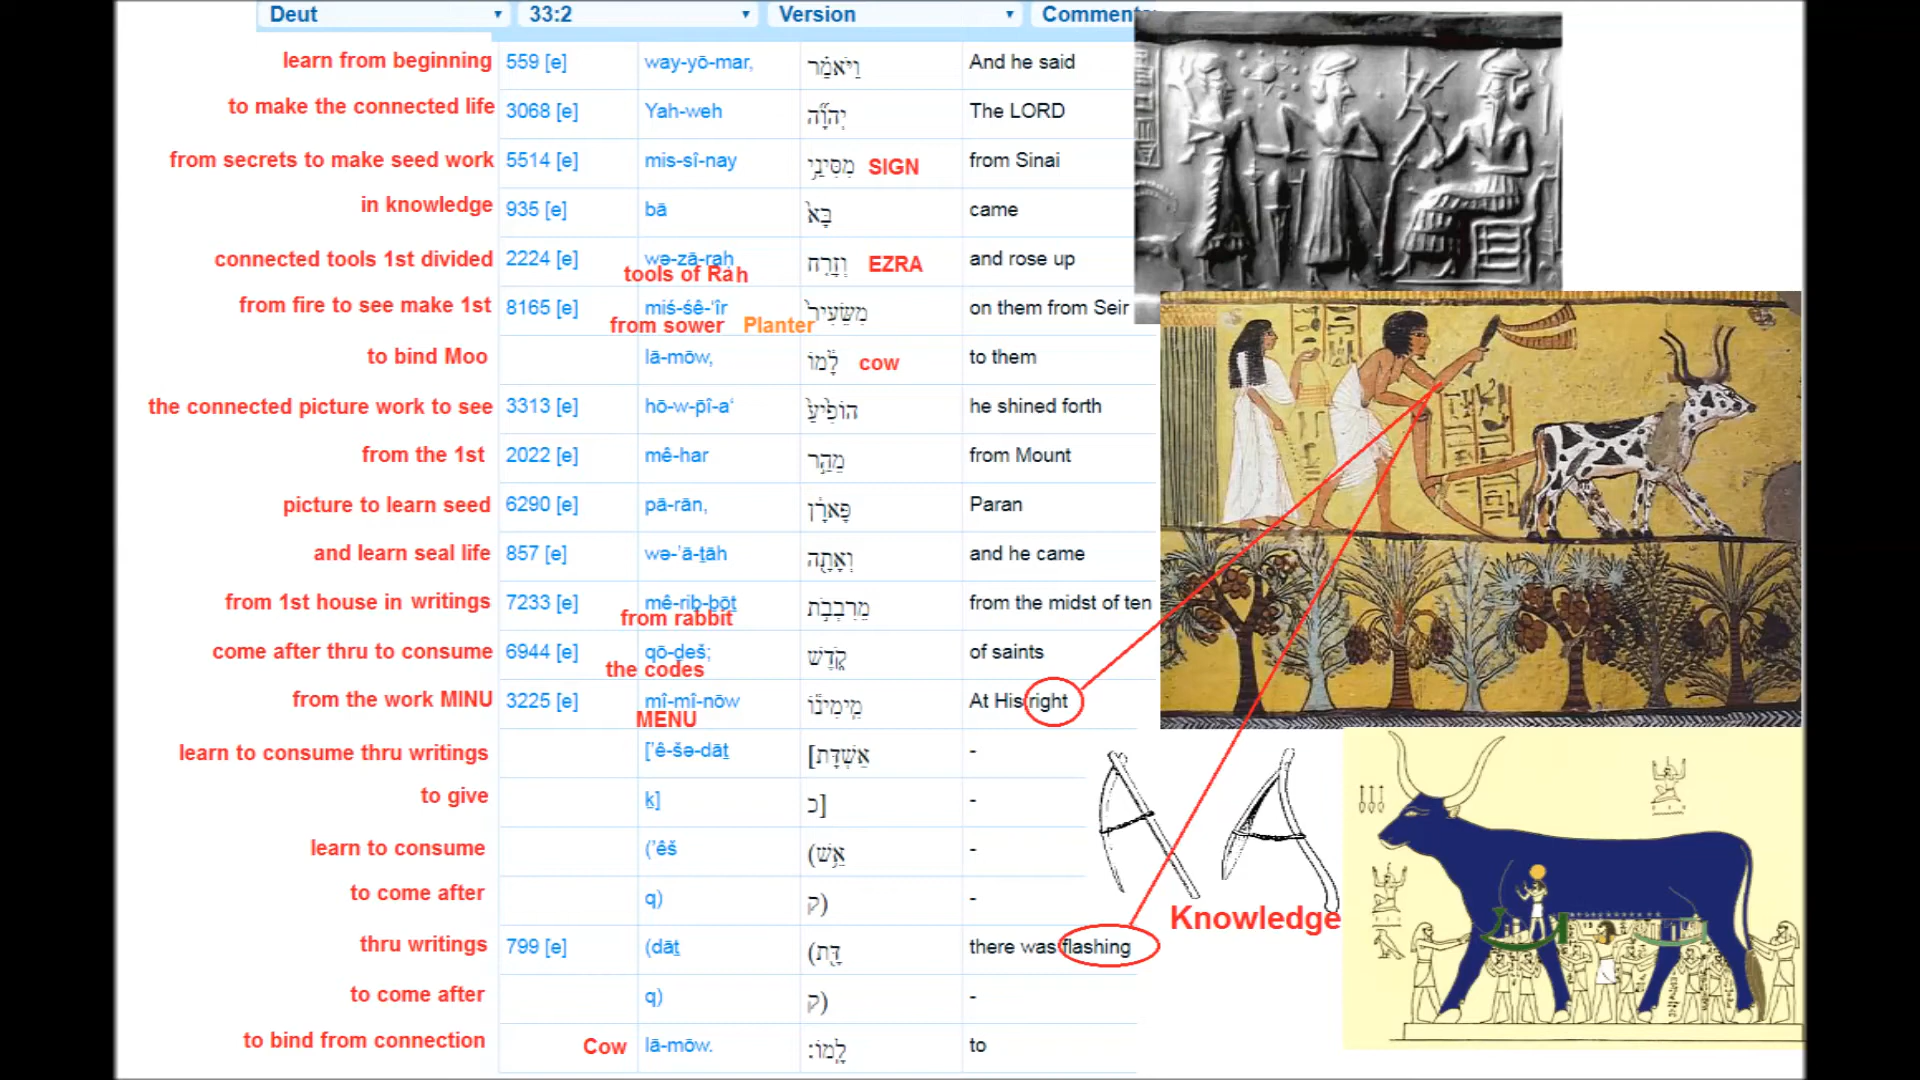 Deut 33:2 Version Comment
learn from beginning 559 [e] way-yō-mar, וַיֹּאמַ֗ר And he said
to make the connected life 3068 [e] Yah-weh יְהוָ֞ה The LORD
from secrets to make seed work 5514 [e] mis-sî-nay מִסִּינַ֥י SIGN from Sinai
in knowledge 935 [e] bā בָּא֙ came
connected tools 1st divided 2224 [e] wə-zā-raḥ וְזָרַ֤ח EZRA and rose up
tools of Rah
from fire to see make 1st 8165 [e] miś-śê-‘îr מִשֵּׂעִיר֙ on them from Seir
from sower Planter
to bind Moo lā-mōw, לָ֔מוֹ cow to them
the connected picture work to see 3313 [e] hō-w-p̄î-a‘ הוֹפִ֙יעַ֙ he shined forth
from the 1st 2022 [e] mê-har מֵהַ֣ר from Mount
picture to learn seed 6290 [e] pā-rān, פָּארָ֔ן Paran
and learn seal life 857 [e] wə-’ā-ṯāh וְאָתָ֖ה and he came
from 1st house in writings 7233 [e] mê-riḇ-ḇōṯ מֵרִבְבֹ֣ת from the midst of ten
from rabbit
come after thru to consume 6944 [e] qō-ḏeš; קֹ֑דֶשׁ of saints
the codes
from the work MINU 3225 [e] mî-mî-nōw מִֽימִינ֕וֹ At His right
MENU
learn to consume thru writings [’ê-šə-dāṯ [אֵשְׁדָּת -
to give ḵ] כ] -
learn to consume (’êš (אֵ֥שׁ -
to come after q) ק) -
thru writings 799 [e] (dāṯ (דָּ֖ת there was flashing
to come after q) ק) -
to bind from connection Cow lā-mōw. לָֽמוֹ׃ to
Knowledge